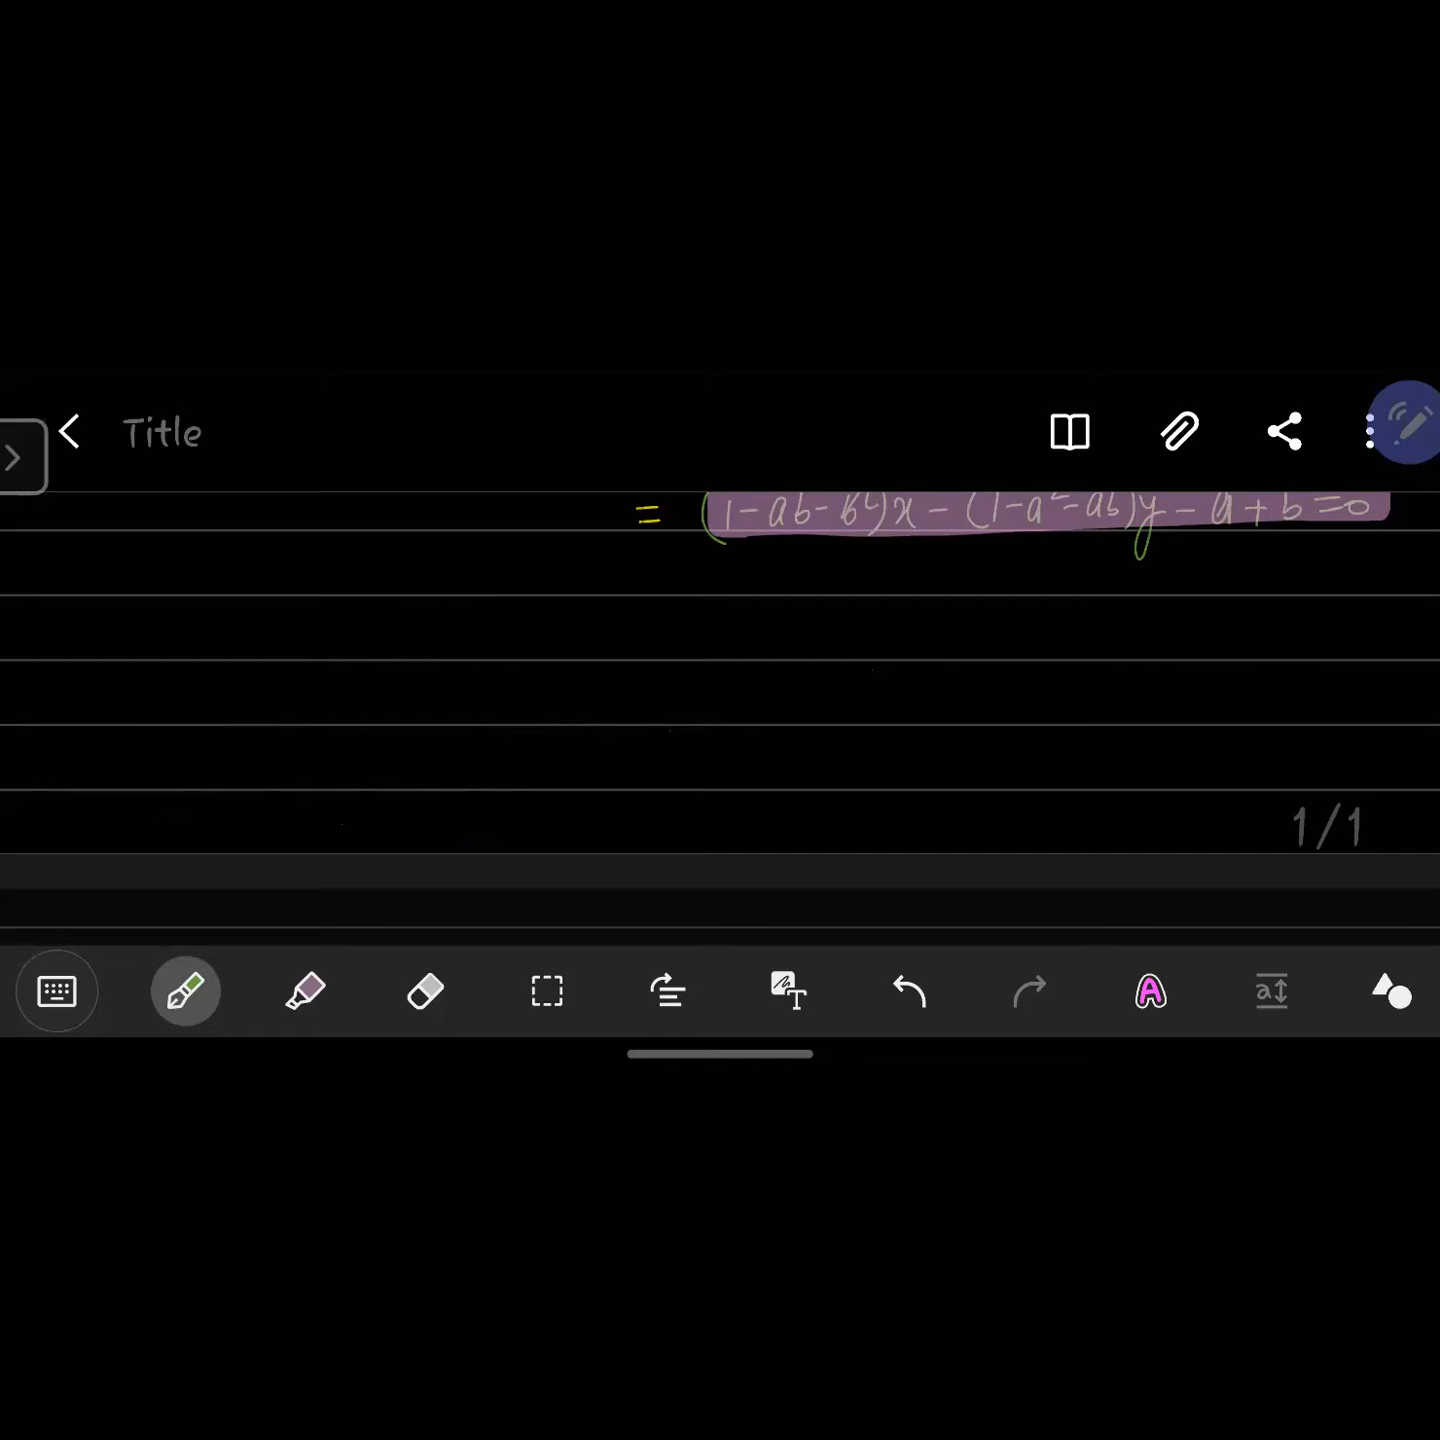 Title
= (1-ab-b²)x - (1-a²-ab)y - a + b = 0
1/1